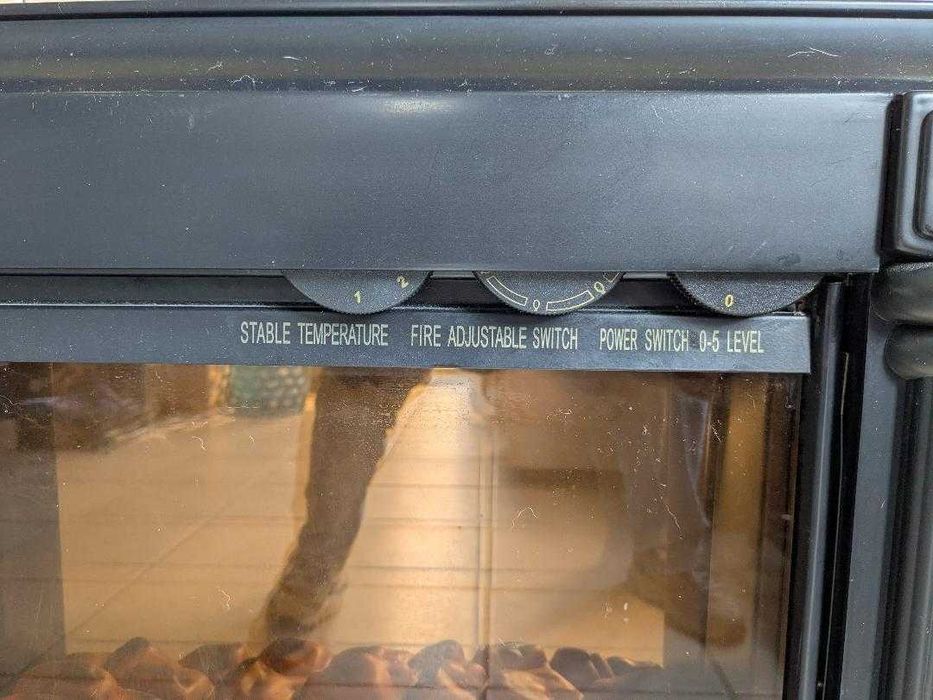 1 2 0 0 0
STABLE TEMPERATURE FIRE ADJUSTABLE SWITCH POWER SWITCH 0-5 LEVEL